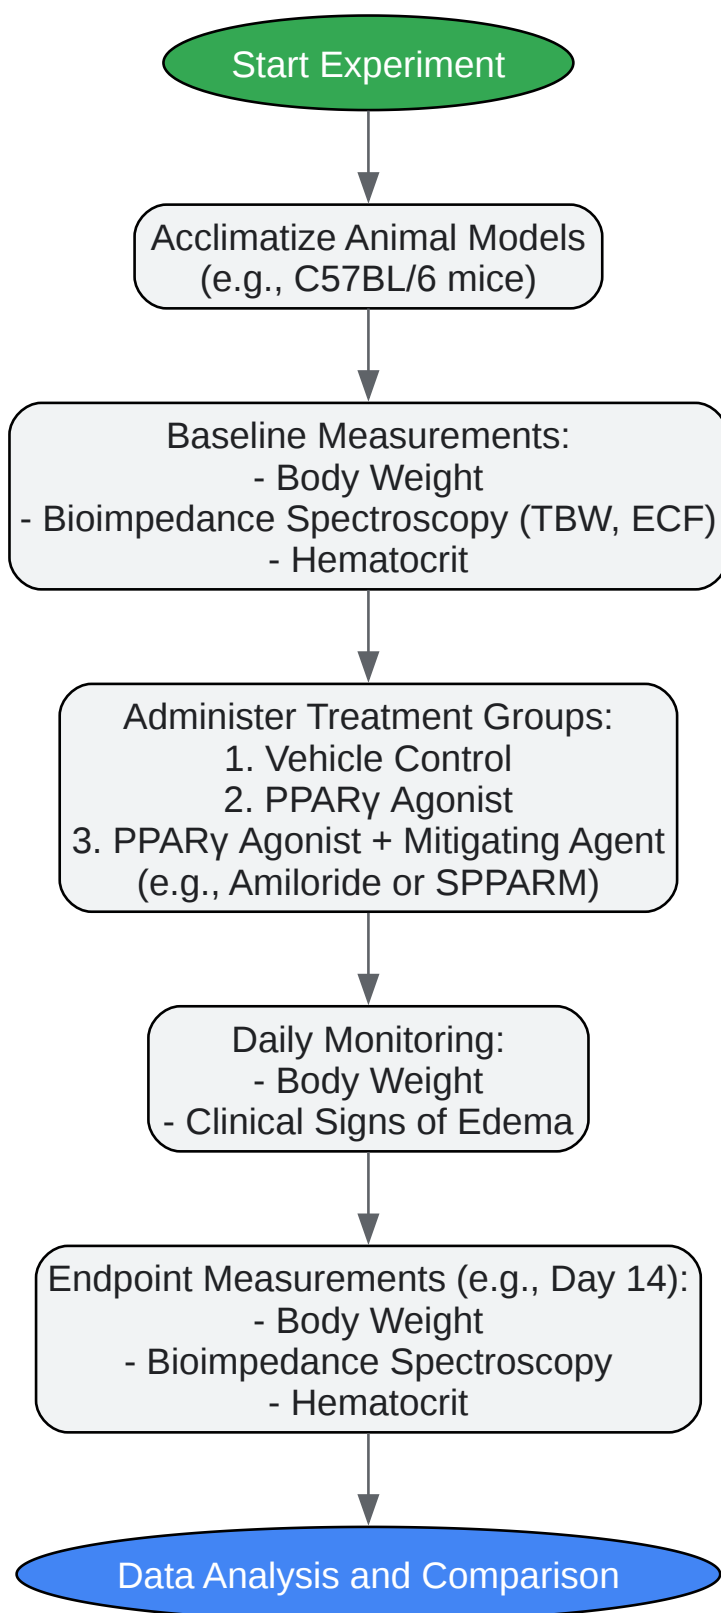 Start Experiment
Acclimatize Animal Models
(e.g., C57BL/6 mice)
Baseline Measurements:
- Body Weight
- Bioimpedance Spectroscopy (TBW, ECF)
- Hematocrit
Administer Treatment Groups:
1. Vehicle Control
2. PPARγ Agonist
3. PPARγ Agonist + Mitigating Agent
(e.g., Amiloride or SPPARM)
Daily Monitoring:
- Body Weight
- Clinical Signs of Edema
Endpoint Measurements (e.g., Day 14):
- Body Weight
- Bioimpedance Spectroscopy
- Hematocrit
Data Analysis and Comparison